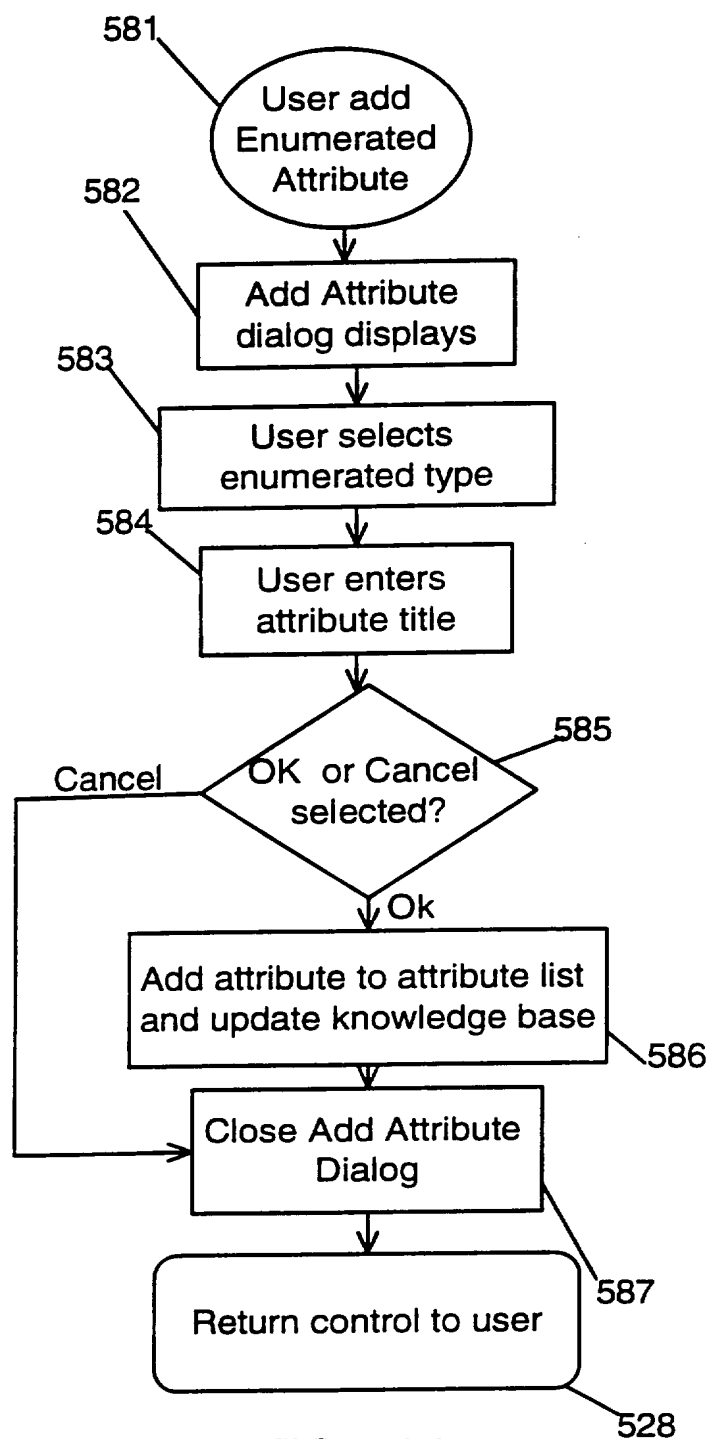 581
User add
Enumerated
Attribute
582
Add Attribute
dialog displays
583
User selects
enumerated type
584
User enters
attribute title
585
Cancel
OK or Cancel
selected?
Ok
Add attribute to attribute list
and update knowledge base
586
Close Add Attribute
Dialog
587
Return control to user
528